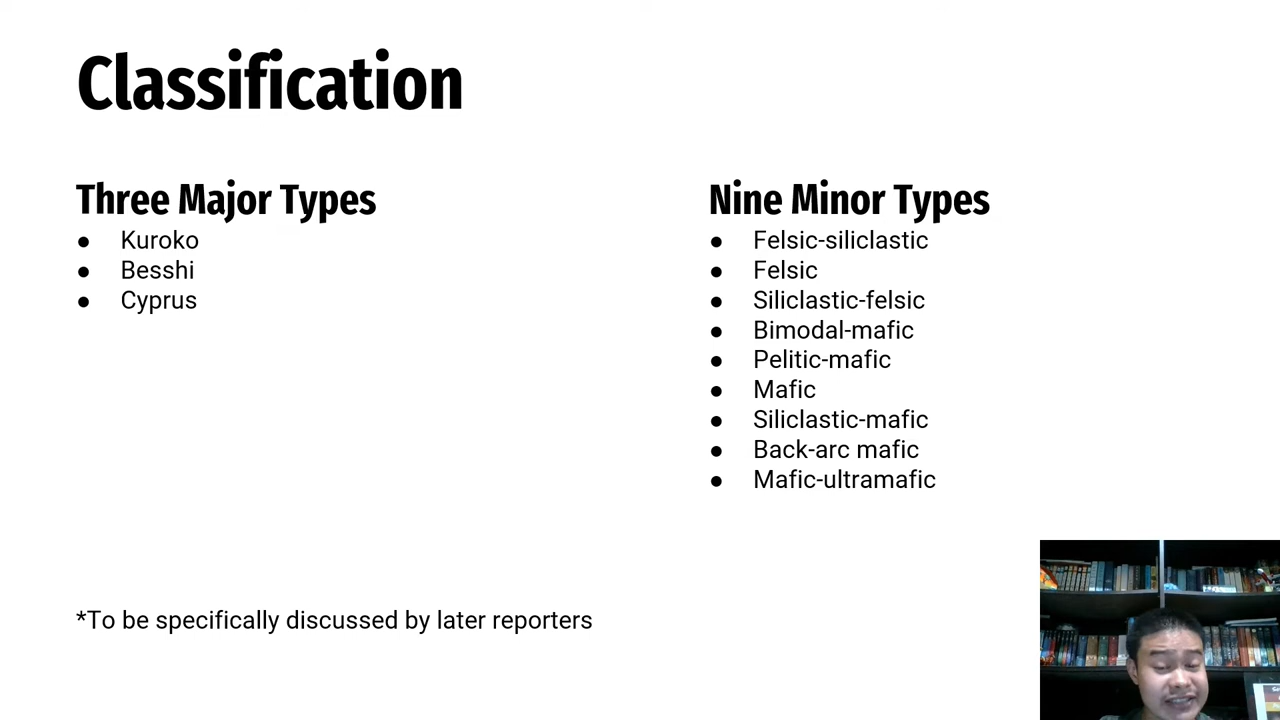 Classification
Three Major Types
● Kuroko
● Besshi
● Cyprus
Nine Minor Types
● Felsic-siliclastic
● Felsic
● Siliclastic-felsic
● Bimodal-mafic
● Pelitic-mafic
● Mafic
● Siliclastic-mafic
● Back-arc mafic
● Mafic-ultramafic
*To be specifically discussed by later reporters